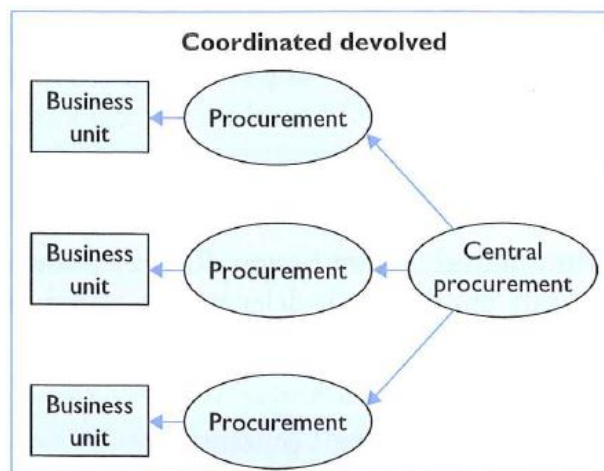 Coordinated devolved
Business
unit
Procurement
Business
unit
Procurement
Central
procurement
Business
unit
Procurement